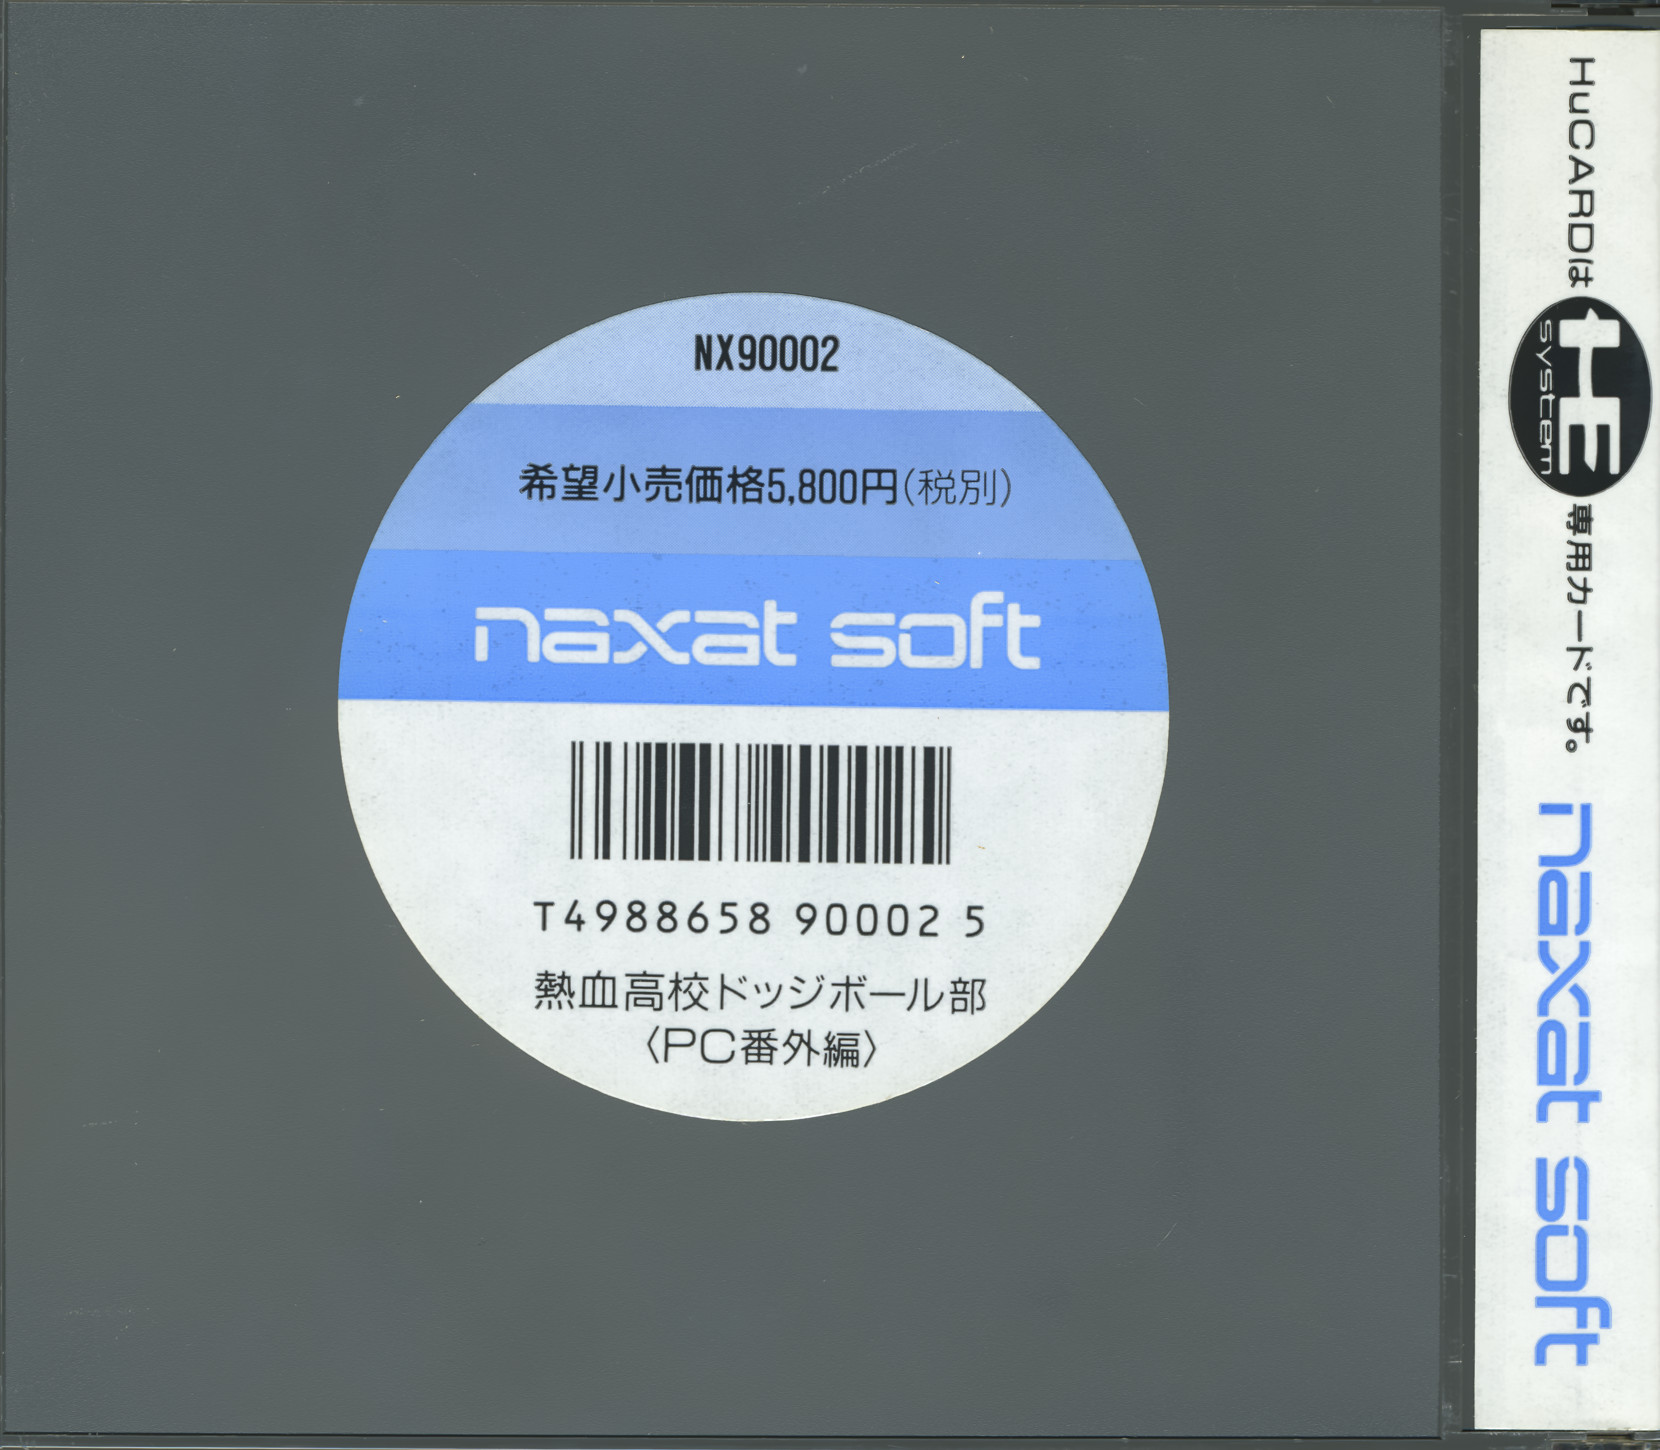 NX90002
希望小売価格5,800円(税別)
naxat soft
T4988658 90002 5
熱血高校ドッジボール部
〈PC番外編〉
HuCARDは HE system 専用カードです。 naxat soft